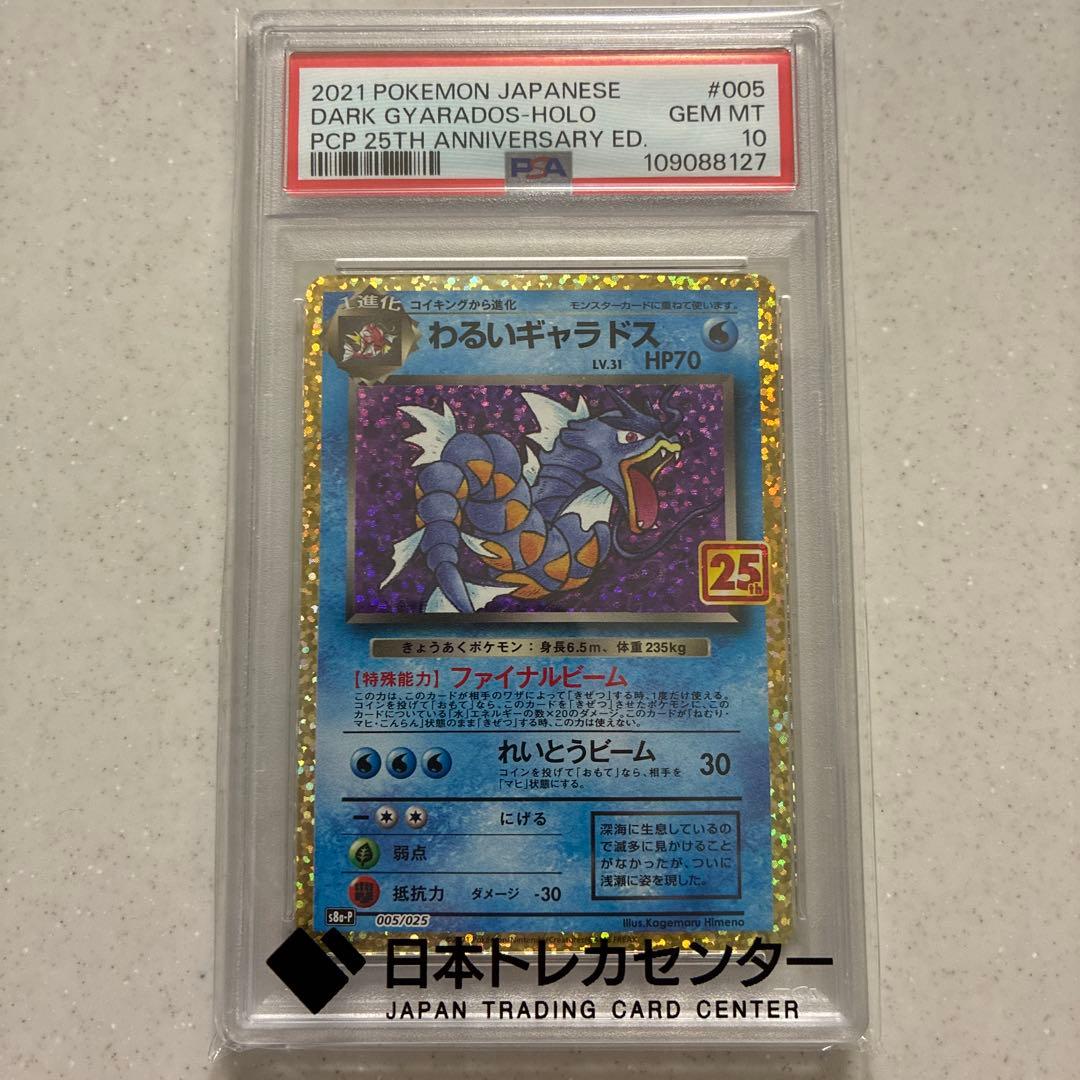 2021 POKEMON JAPANESE #005
DARK GYARADOS-HOLO GEM MT
PCP 25TH ANNIVERSARY ED. 10
PSA 109088127
1進化 コイキングから進化 モンスターカードに重ねて使います。
わるいギャラドス
LV.31 HP70
25th
きょうあくポケモン：身長6.5m、体重235kg
【特殊能力】ファイナルビーム
この力は、このカードが相手のワザによって「きぜつ」する時、1度だけ使える。
コインを投げて「おもて」なら、このカードを「きぜつ」させたポケモンに、この
カードについている「水」エネルギーの数×20のダメージ。このカードが「ねむり・
マヒ・こんらん」状態のまま「きぜつ」する時、この力は使えない。
れいとうビーム 30
コインを投げて「おもて」なら、相手を
「マヒ」状態にする。
にげる
弱点
抵抗力 ダメージ -30
深海に生息しているの
で滅多に見かけること
がなかったが、ついに
浅瀬に姿を現した。
s8a-P 005/025 Illus.Kagemaru Himeno
日本トレカセンター
JAPAN TRADING CARD CENTER